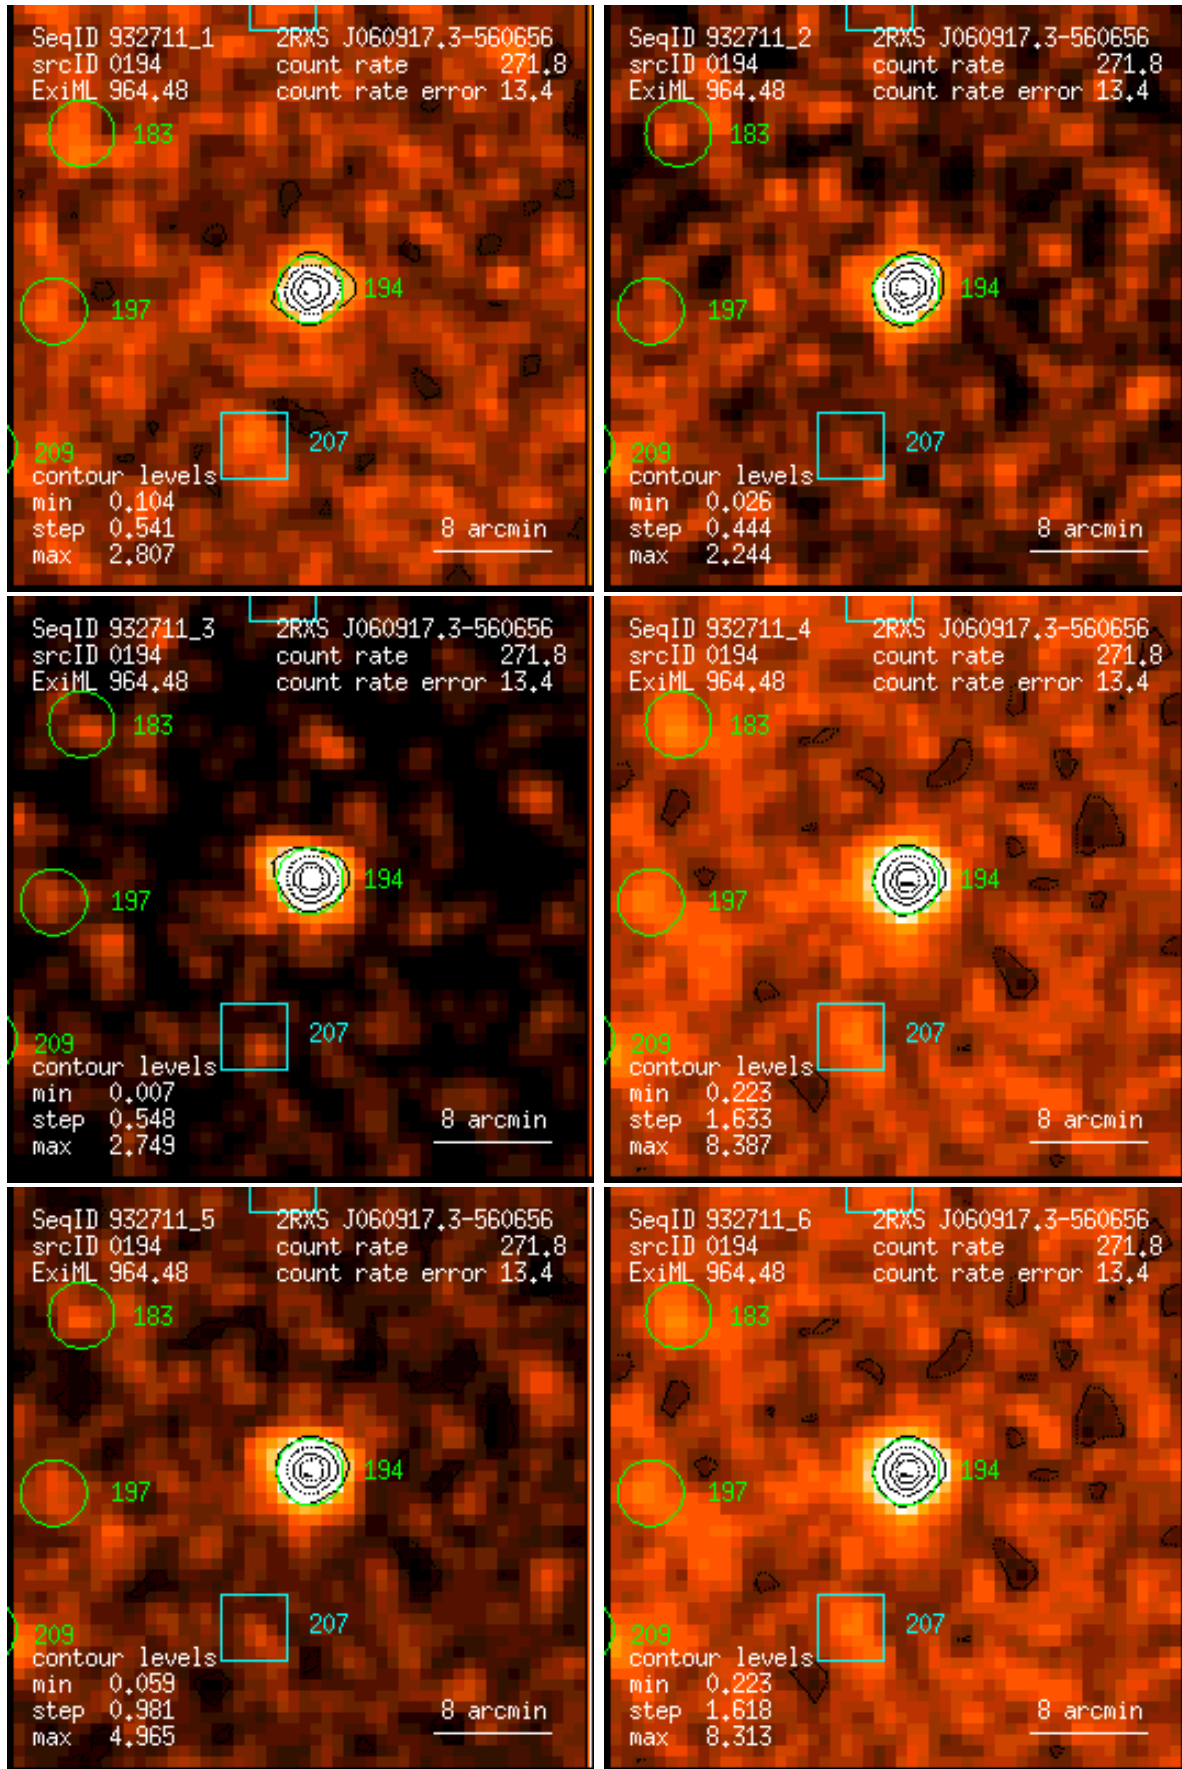 SeqID 932711_1 2RXS J060917.3-560656
srcID 0194 count rate 271.8
ExiML 964.48 count rate error 13.4
183
194
197
207
209
contour levels
min 0.104
step 0.541 8 arcmin
max 2.807
SeqID 932711_2 2RXS J060917.3-560656
srcID 0194 count rate 271.8
ExiML 964.48 count rate error 13.4
183
194
197
207
209
contour levels
min 0.026
step 0.444 8 arcmin
max 2.244
SeqID 932711_3 2RXS J060917.3-560656
srcID 0194 count rate 271.8
ExiML 964.48 count rate error 13.4
183
194
197
207
209
contour levels
min 0.007
step 0.548 8 arcmin
max 2.749
SeqID 932711_4 2RXS J060917.3-560656
srcID 0194 count rate 271.8
ExiML 964.48 count rate error 13.4
183
194
197
207
209
contour levels
min 0.223
step 1.633 8 arcmin
max 8.387
SeqID 932711_5 2RXS J060917.3-560656
srcID 0194 count rate 271.8
ExiML 964.48 count rate error 13.4
183
194
197
207
209
contour levels
min 0.059
step 0.981 8 arcmin
max 4.965
SeqID 932711_6 2RXS J060917.3-560656
srcID 0194 count rate 271.8
ExiML 964.48 count rate error 13.4
183
194
197
207
209
contour levels
min 0.223
step 1.618 8 arcmin
max 8.313